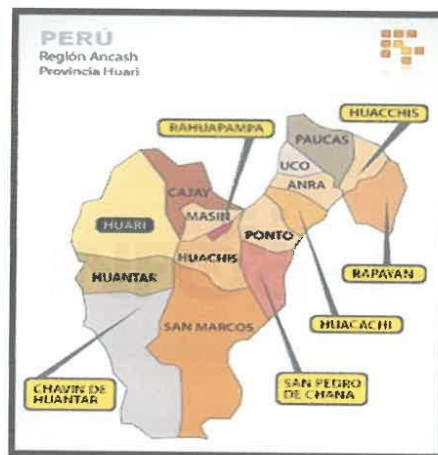 PERÚ
Región Ancash
Provincia Huari
RAHUAPAMPA
HUACCHIS
PAUCAS
UCO
CAJAY
ANRA
MASIN
HUARI
PONTO
HUACHIS
HUANTAR
RAPAYAN
SAN MARCOS
HUACACHI
CHAVIN DE
HUANTAR
SAN PEDRO
DE CHANA